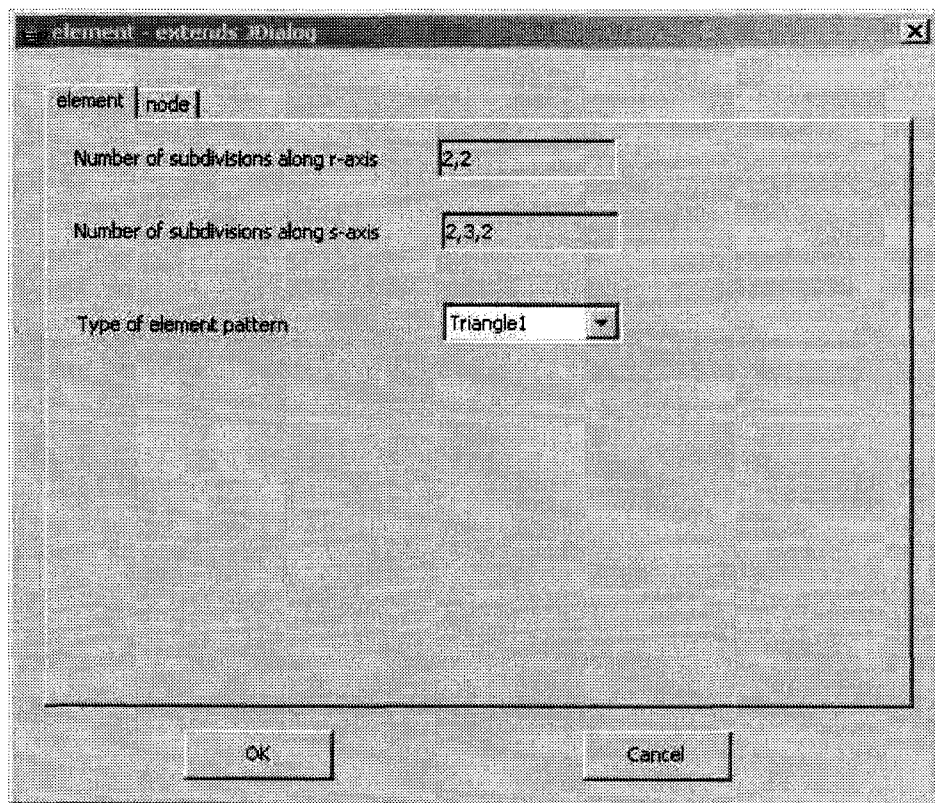 element - extends JDialog
element node
Number of subdivisions along r-axis 2,2
Number of subdivisions along s-axis 2,3,2
Type of element pattern Triangle1
OK Cancel